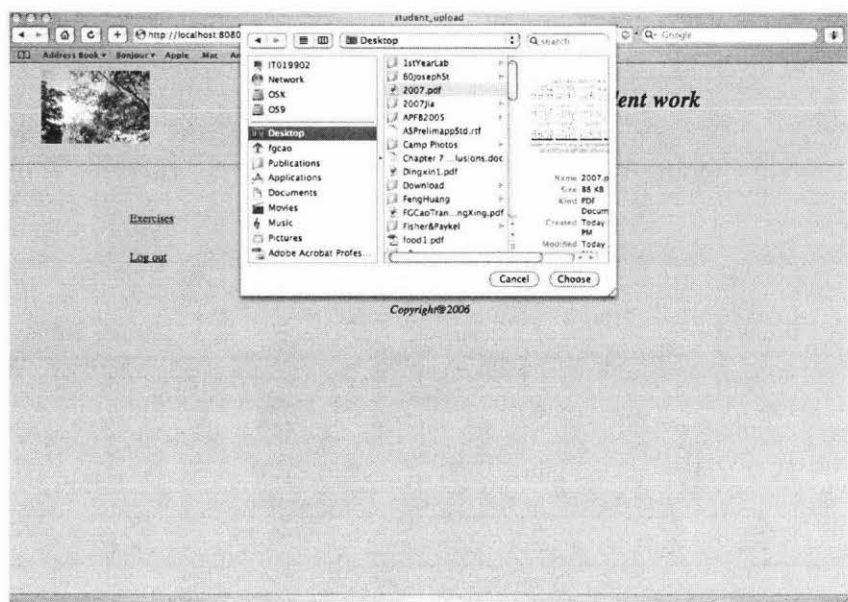 student_upload
http://localhost:8080
Desktop
search
Google
Address Book Bonjour Apple .Mac
dent work
IT019902
Network
OSX
OS9
Desktop
fgcao
Publications
Applications
Documents
Movies
Music
Pictures
Adobe Acrobat Profes...
1stYearLab
60JosephSt
2007.pdf
2007Jia
APFB2005
ASPrelimappStd.rtf
Camp Photos
Chapter 7 ...lusions.doc
Dingxin1.pdf
Download
FengHuang
FGCaoTran...ngXing.pdf
Fisher&Paykel
food1.pdf
Name 2007.p
Size 88 KB
Kind PDF
Docum
Created Today
PM
Modified Today
Exercises
Log out
Cancel Choose
Copyright@2006